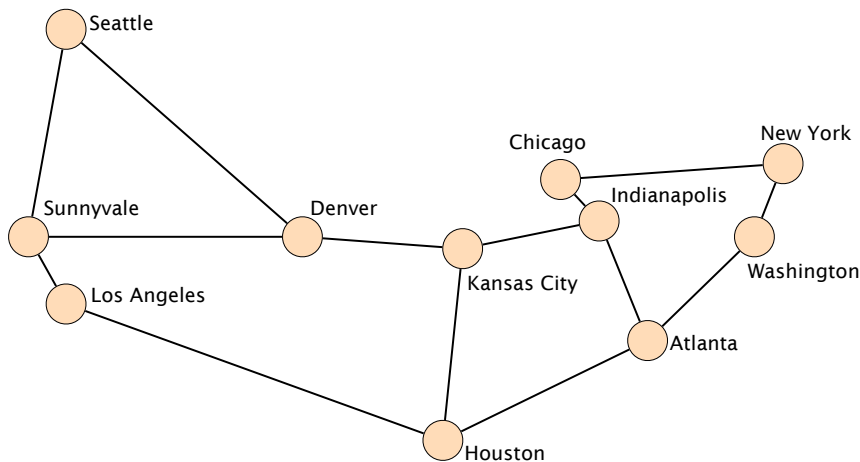 Seattle
New York
Chicago
Indianapolis
Sunnyvale
Denver
Washington
Kansas City
Los Angeles
Atlanta
Houston